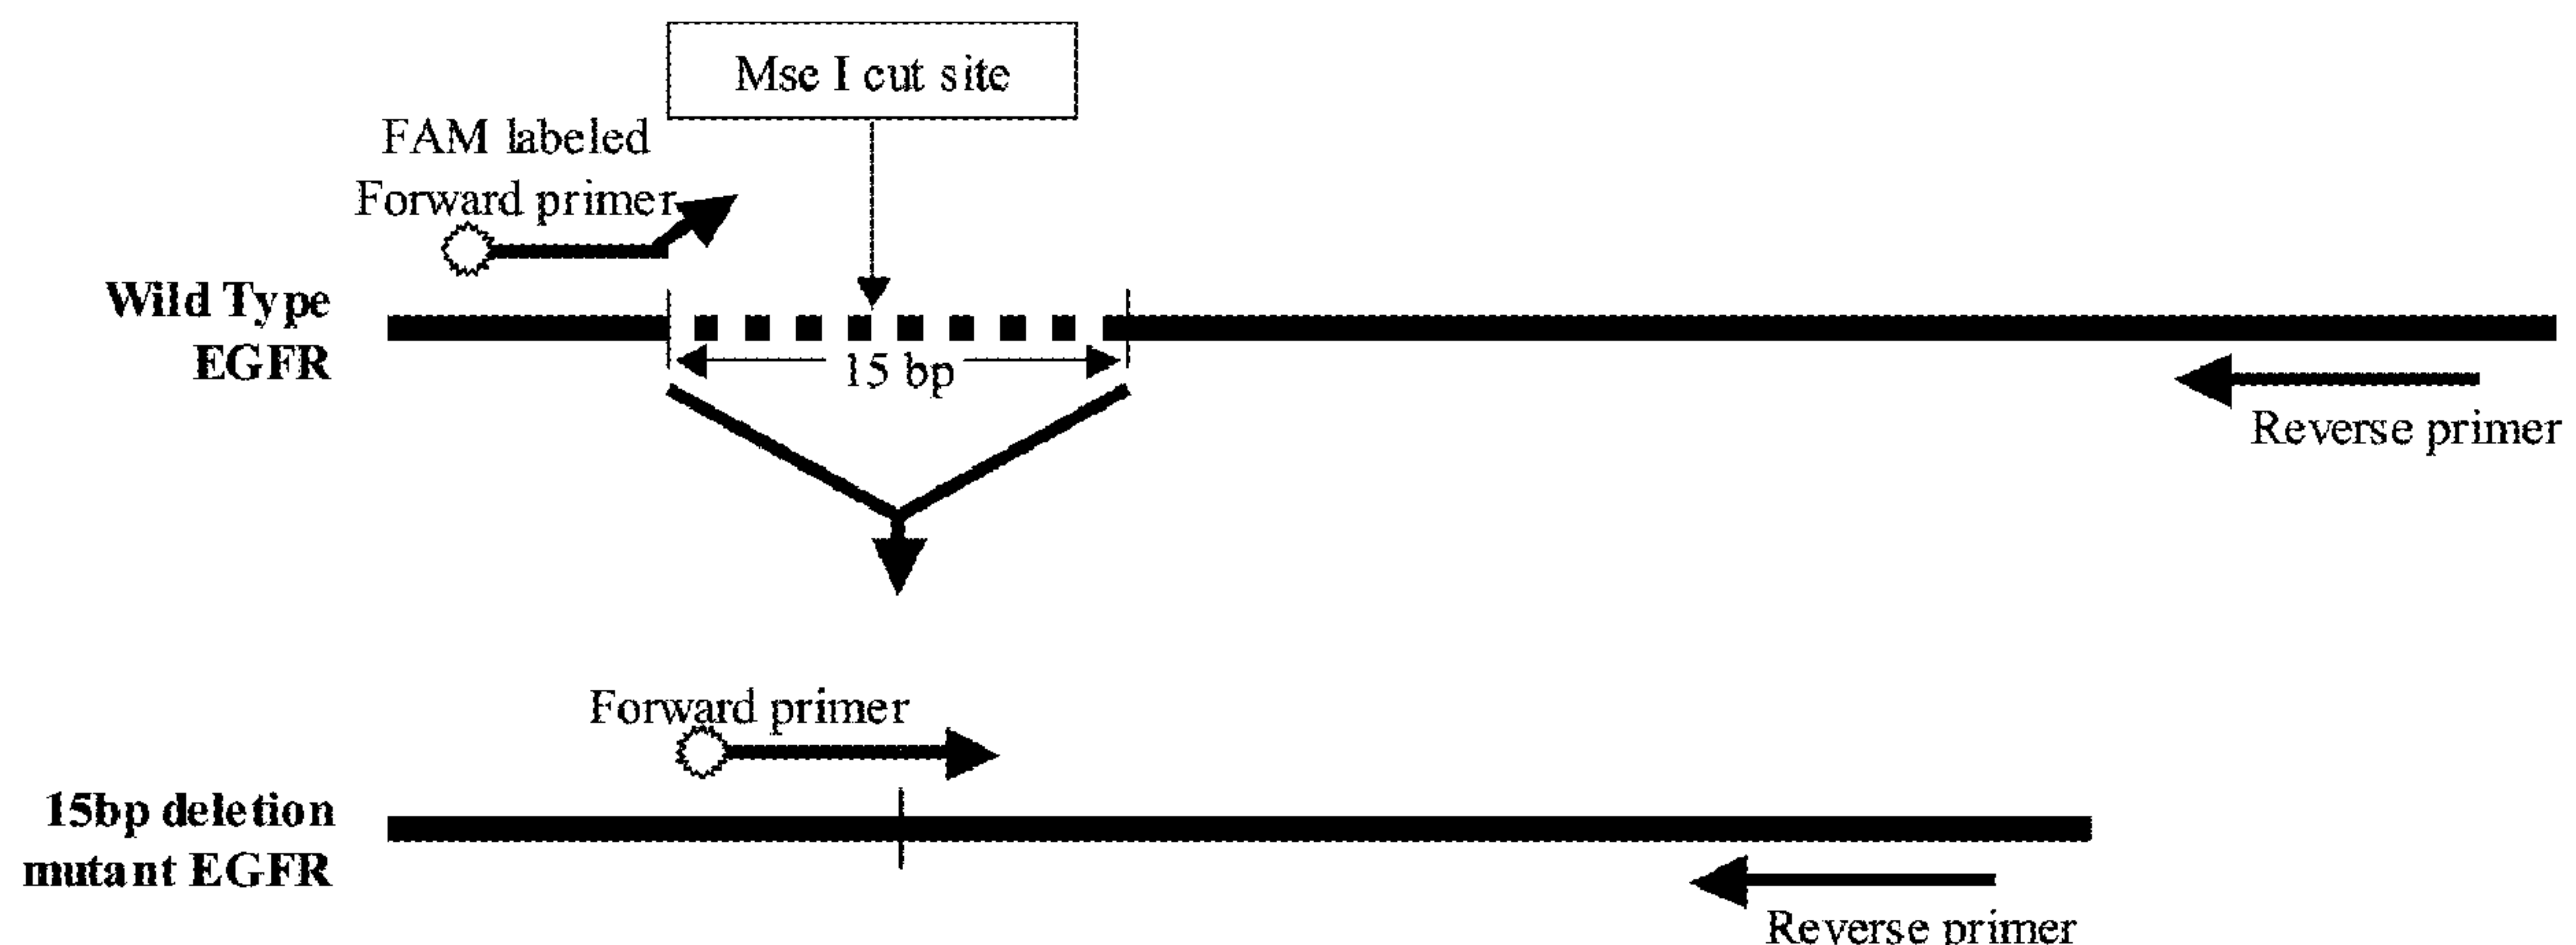 Mse I cut site
FAM labeled
Forward primer
Wild Type
EGFR
15 bp
Reverse primer
Forward primer
15bp deletion
mutant EGFR
Reverse primer